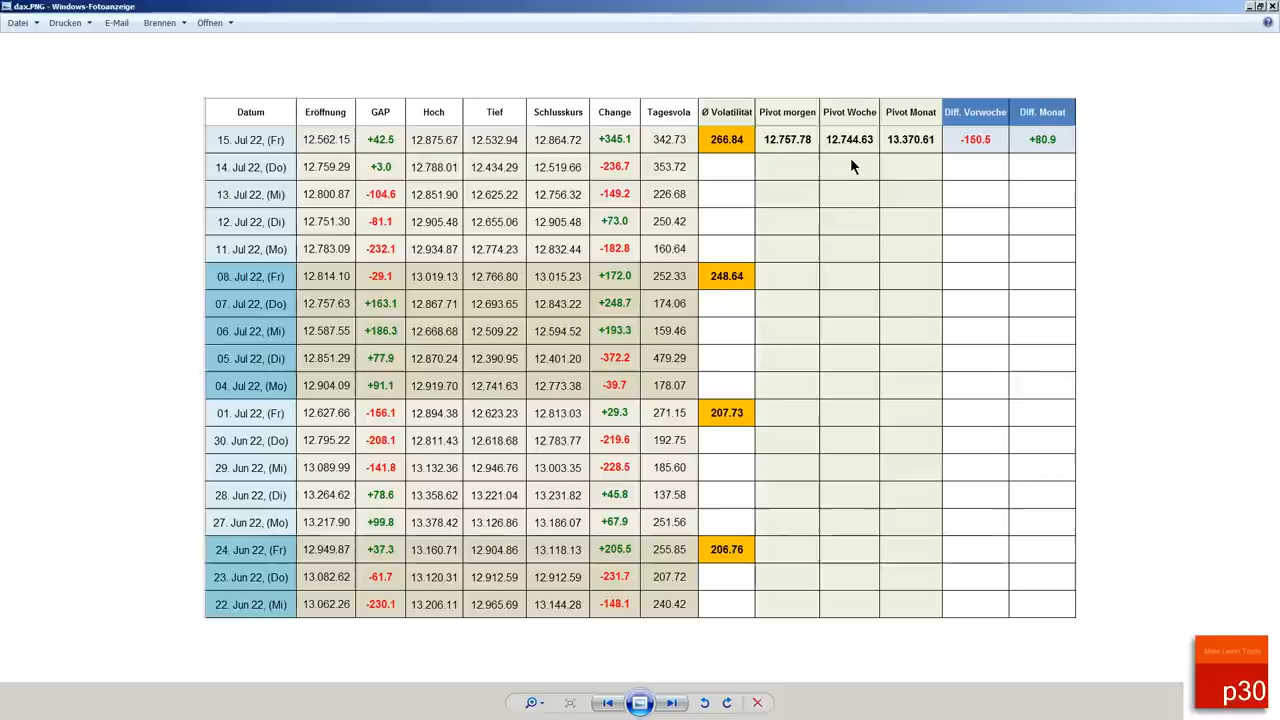 dax.PNG - Windows-Fotoanzeige
Datei Drucken E-Mail Brennen Öffnen
Datum Eröffnung GAP Hoch Tief Schlusskurs Change Tagesvola Ø Volatilität Pivot morgen Pivot Woche Pivot Monat Diff. Vorwoche Diff. Monat
15. Jul 22, (Fr) 12.562.15 +42.5 12.875.67 12.532.94 12.864.72 +345.1 342.73 266.84 12.757.78 12.744.63 13.370.61 -150.5 +80.9
14. Jul 22, (Do) 12.759.29 +3.0 12.788.01 12.434.29 12.519.66 -236.7 353.72
13. Jul 22, (Mi) 12.800.87 -104.6 12.851.90 12.625.22 12.756.32 -149.2 226.68
12. Jul 22, (Di) 12.751.30 -81.1 12.905.48 12.655.06 12.905.48 +73.0 250.42
11. Jul 22, (Mo) 12.783.09 -232.1 12.934.87 12.774.23 12.832.44 -182.8 160.64
08. Jul 22, (Fr) 12.814.10 -29.1 13.019.13 12.766.80 13.015.23 +172.0 252.33 248.64
07. Jul 22, (Do) 12.757.63 +163.1 12.867.71 12.693.65 12.843.22 +248.7 174.06
06. Jul 22, (Mi) 12.587.55 +186.3 12.668.68 12.509.22 12.594.52 +193.3 159.46
05. Jul 22, (Di) 12.851.29 +77.9 12.870.24 12.390.95 12.401.20 -372.2 479.29
04. Jul 22, (Mo) 12.904.09 +91.1 12.919.70 12.741.63 12.773.38 -39.7 178.07
01. Jul 22, (Fr) 12.627.66 -156.1 12.894.38 12.623.23 12.813.03 +29.3 271.15 207.73
30. Jun 22, (Do) 12.795.22 -208.1 12.811.43 12.618.68 12.783.77 -219.6 192.75
29. Jun 22, (Mi) 13.089.99 -141.8 13.132.36 12.946.76 13.003.35 -228.5 185.60
28. Jun 22, (Di) 13.264.62 +78.6 13.358.62 13.221.04 13.231.82 +45.8 137.58
27. Jun 22, (Mo) 13.217.90 +99.8 13.378.42 13.126.86 13.186.07 +67.9 251.56
24. Jun 22, (Fr) 12.949.87 +37.3 13.160.71 12.904.86 13.118.13 +205.5 255.85 206.76
23. Jun 22, (Do) 13.082.62 -61.7 13.120.31 12.912.59 12.912.59 -231.7 207.72
22. Jun 22, (Mi) 13.062.26 -230.1 13.206.11 12.965.69 13.144.28 -148.1 240.42
p30